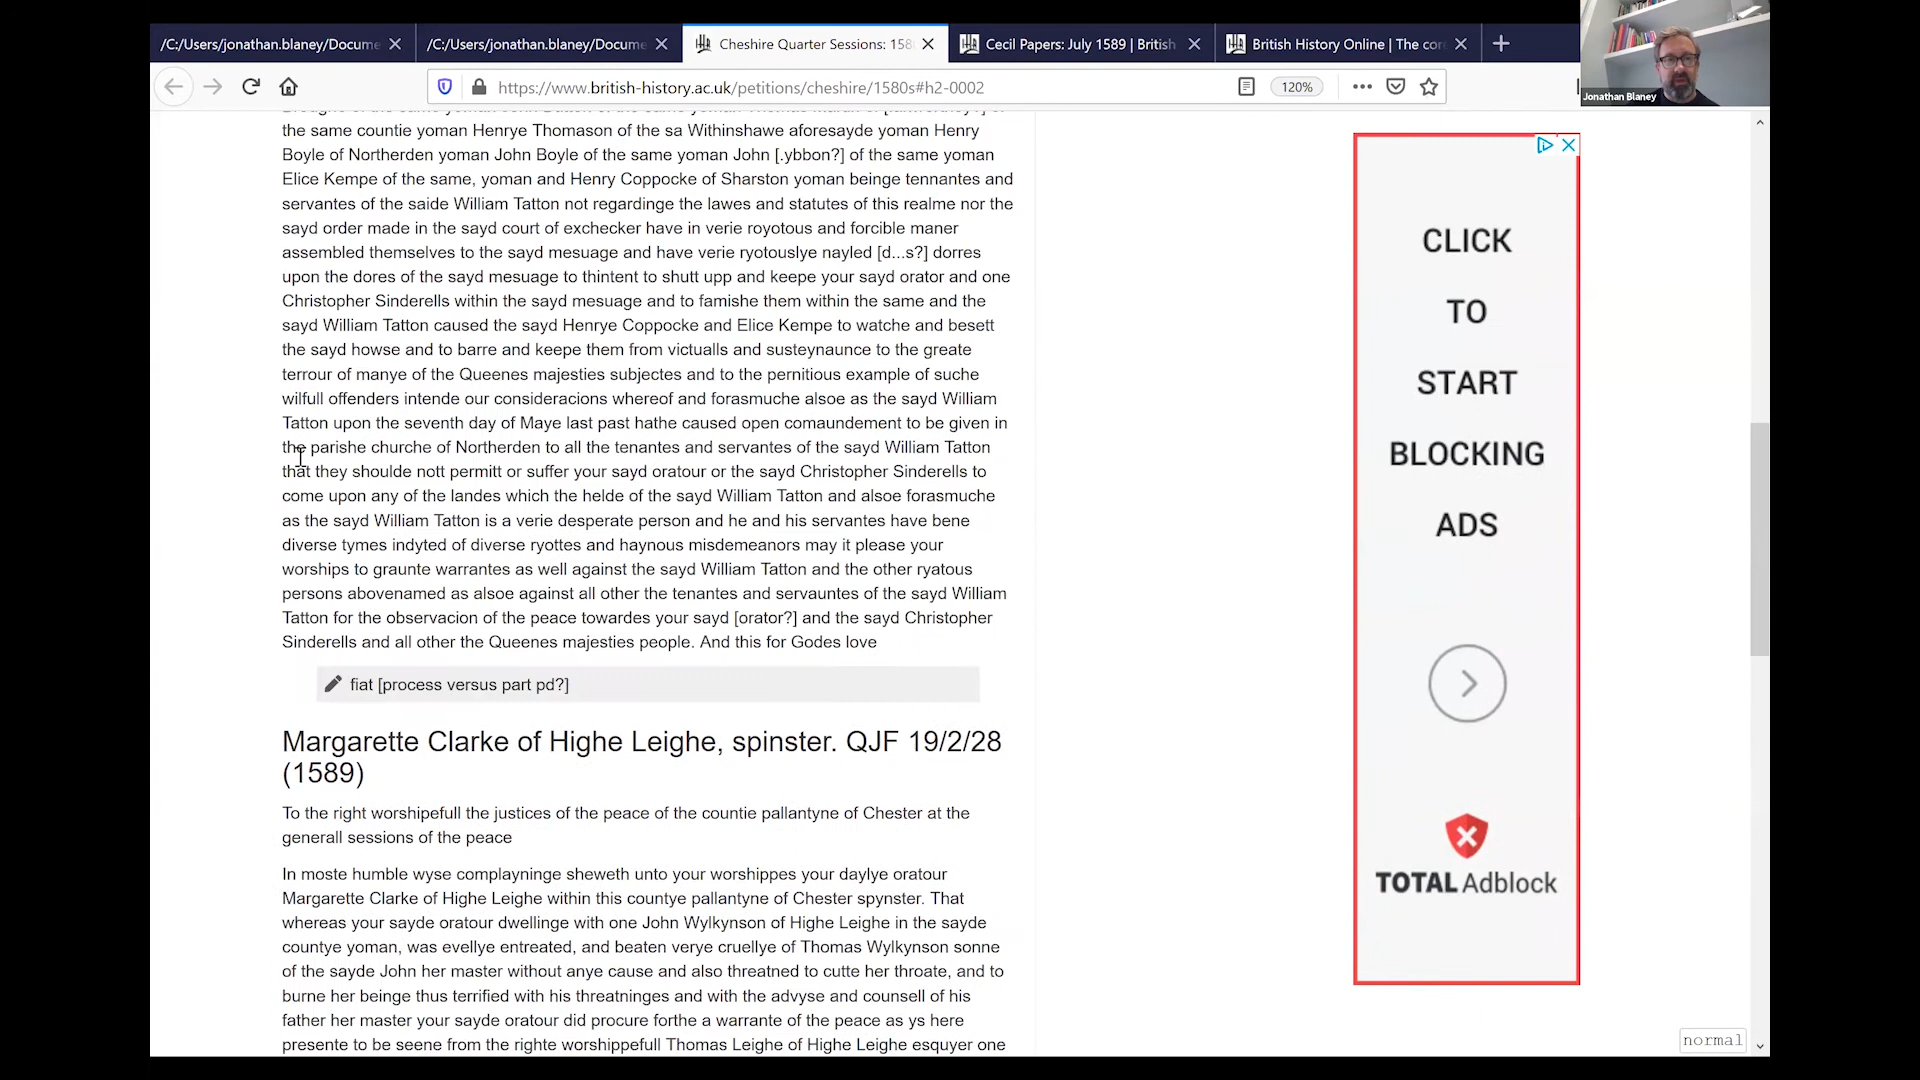 /C:/Users/jonathan.blaney/Docume
/C:/Users/jonathan.blaney/Docume
Cheshire Quarter Sessions: 158
Cecil Papers: July 1589 | British
British History Online | The cor
https://www.british-history.ac.uk/petitions/cheshire/1580s#h2-0002
120%
Jonathan Blaney
the same countie yoman Henrye Thomason of the sa Withinshawe aforesayde yoman Henry
Boyle of Northerden yoman John Boyle of the same yoman John [.ybbon?] of the same yoman
Elice Kempe of the same, yoman and Henry Coppocke of Sharston yoman beinge tennantes and
servantes of the saide William Tatton not regardinge the lawes and statutes of this realme nor the
sayd order made in the sayd court of exchecker have in verie royotous and forcible maner
assembled themselves to the sayd mesuage and have verie ryotouslye nayled [d...s?] dorres
upon the dores of the sayd mesuage to thintent to shutt upp and keepe your sayd orator and one
Christopher Sinderells within the sayd mesuage and to famishe them within the same and the
sayd William Tatton caused the sayd Henrye Coppocke and Elice Kempe to watche and besett
the sayd howse and to barre and keepe them from victualls and susteynaunce to the greate
terrour of manye of the Queenes majesties subjectes and to the pernitious example of suche
wilfull offenders intende our consideracions whereof and forasmuche alsoe as the sayd William
Tatton upon the seventh day of Maye last past hathe caused open comaundement to be given in
the parishe churche of Northerden to all the tenantes and servantes of the sayd William Tatton
that they shoulde nott permitt or suffer your sayd oratour or the sayd Christopher Sinderells to
come upon any of the landes which the helde of the sayd William Tatton and alsoe forasmuche
as the sayd William Tatton is a verie desperate person and he and his servantes have bene
diverse tymes indyted of diverse ryottes and haynous misdemeanors may it please your
worships to graunte warrantes as well against the sayd William Tatton and the other ryatous
persons abovenamed as alsoe against all other the tenantes and servauntes of the sayd William
Tatton for the observacion of the peace towardes your sayd [orator?] and the sayd Christopher
Sinderells and all other the Queenes majesties people. And this for Godes love
fiat [process versus part pd?]
Margarette Clarke of Highe Leighe, spinster. QJF 19/2/28
(1589)
To the right worshipefull the justices of the peace of the countie pallantyne of Chester at the
generall sessions of the peace
In moste humble wyse complayninge sheweth unto your worshippes your daylye oratour
Margarette Clarke of Highe Leighe within this countye pallantyne of Chester spynster. That
whereas your sayde oratour dwellinge with one John Wylkynson of Highe Leighe in the sayde
countye yoman, was evellye entreated, and beaten verye cruellye of Thomas Wylkynson sonne
of the sayde John her master without anye cause and also threatned to cutte her throate, and to
burne her beinge thus terrified with his threatninges and with the advyse and counsell of his
father her master your sayde oratour did procure forthe a warrante of the peace as ys here
presente to be seene from the righte worshippefull Thomas Leighe of Highe Leighe esquyer one
CLICK
TO
START
BLOCKING
ADS
TOTAL Adblock
normal